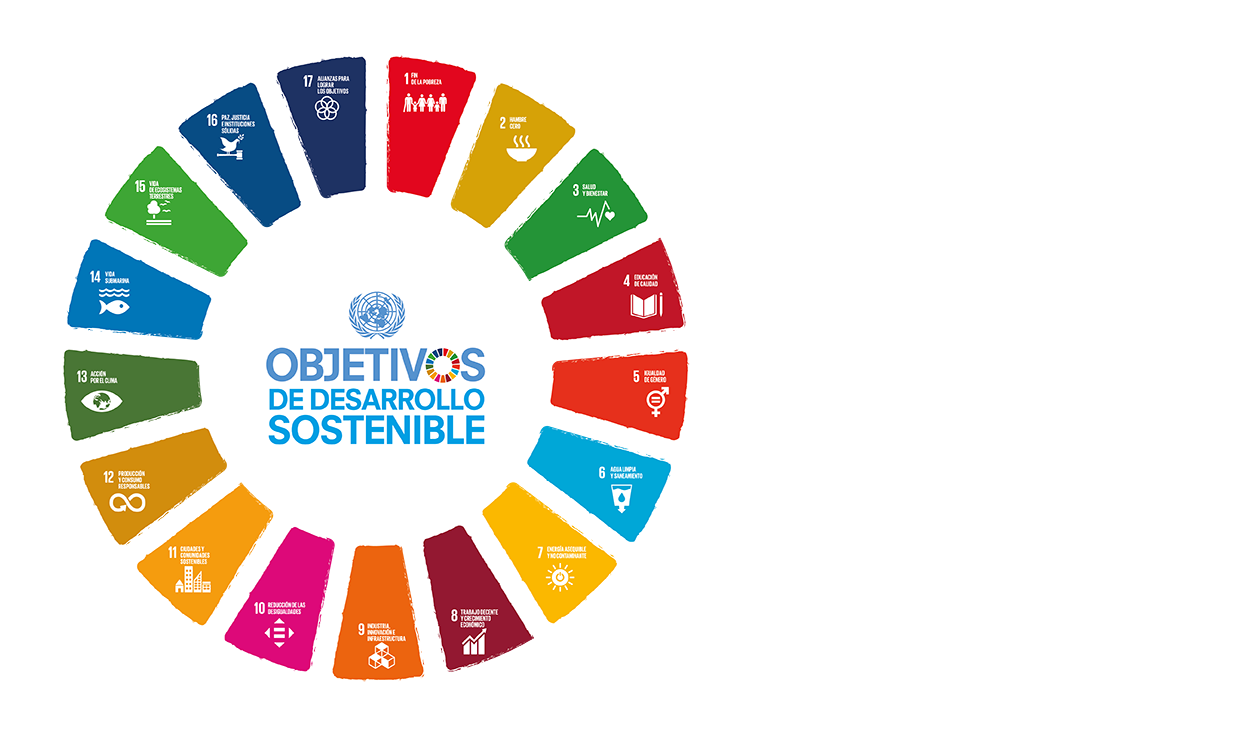 1 FIN
DE LA POBREZA
2 HAMBRE
CERO
3 SALUD
Y BIENESTAR
4 EDUCACIÓN
DE CALIDAD
5 IGUALDAD
DE GÉNERO
6 AGUA LIMPIA
Y SANEAMIENTO
7 ENERGÍA ASEQUIBLE
Y NO CONTAMINANTE
8 TRABAJO DECENTE
Y CRECIMIENTO
ECONÓMICO
9 INDUSTRIA,
INNOVACIÓN E
INFRAESTRUCTURA
10 REDUCCIÓN DE LAS
DESIGUALDADES
11 CIUDADES Y
COMUNIDADES
SOSTENIBLES
12 PRODUCCIÓN
Y CONSUMO
RESPONSABLES
13 ACCIÓN
POR EL CLIMA
14 VIDA
SUBMARINA
15 VIDA
DE ECOSISTEMAS
TERRESTRES
16 PAZ, JUSTICIA
E INSTITUCIONES
SÓLIDAS
17 ALIANZAS PARA
LOGRAR
LOS OBJETIVOS
OBJETIVOS
DE DESARROLLO
SOSTENIBLE